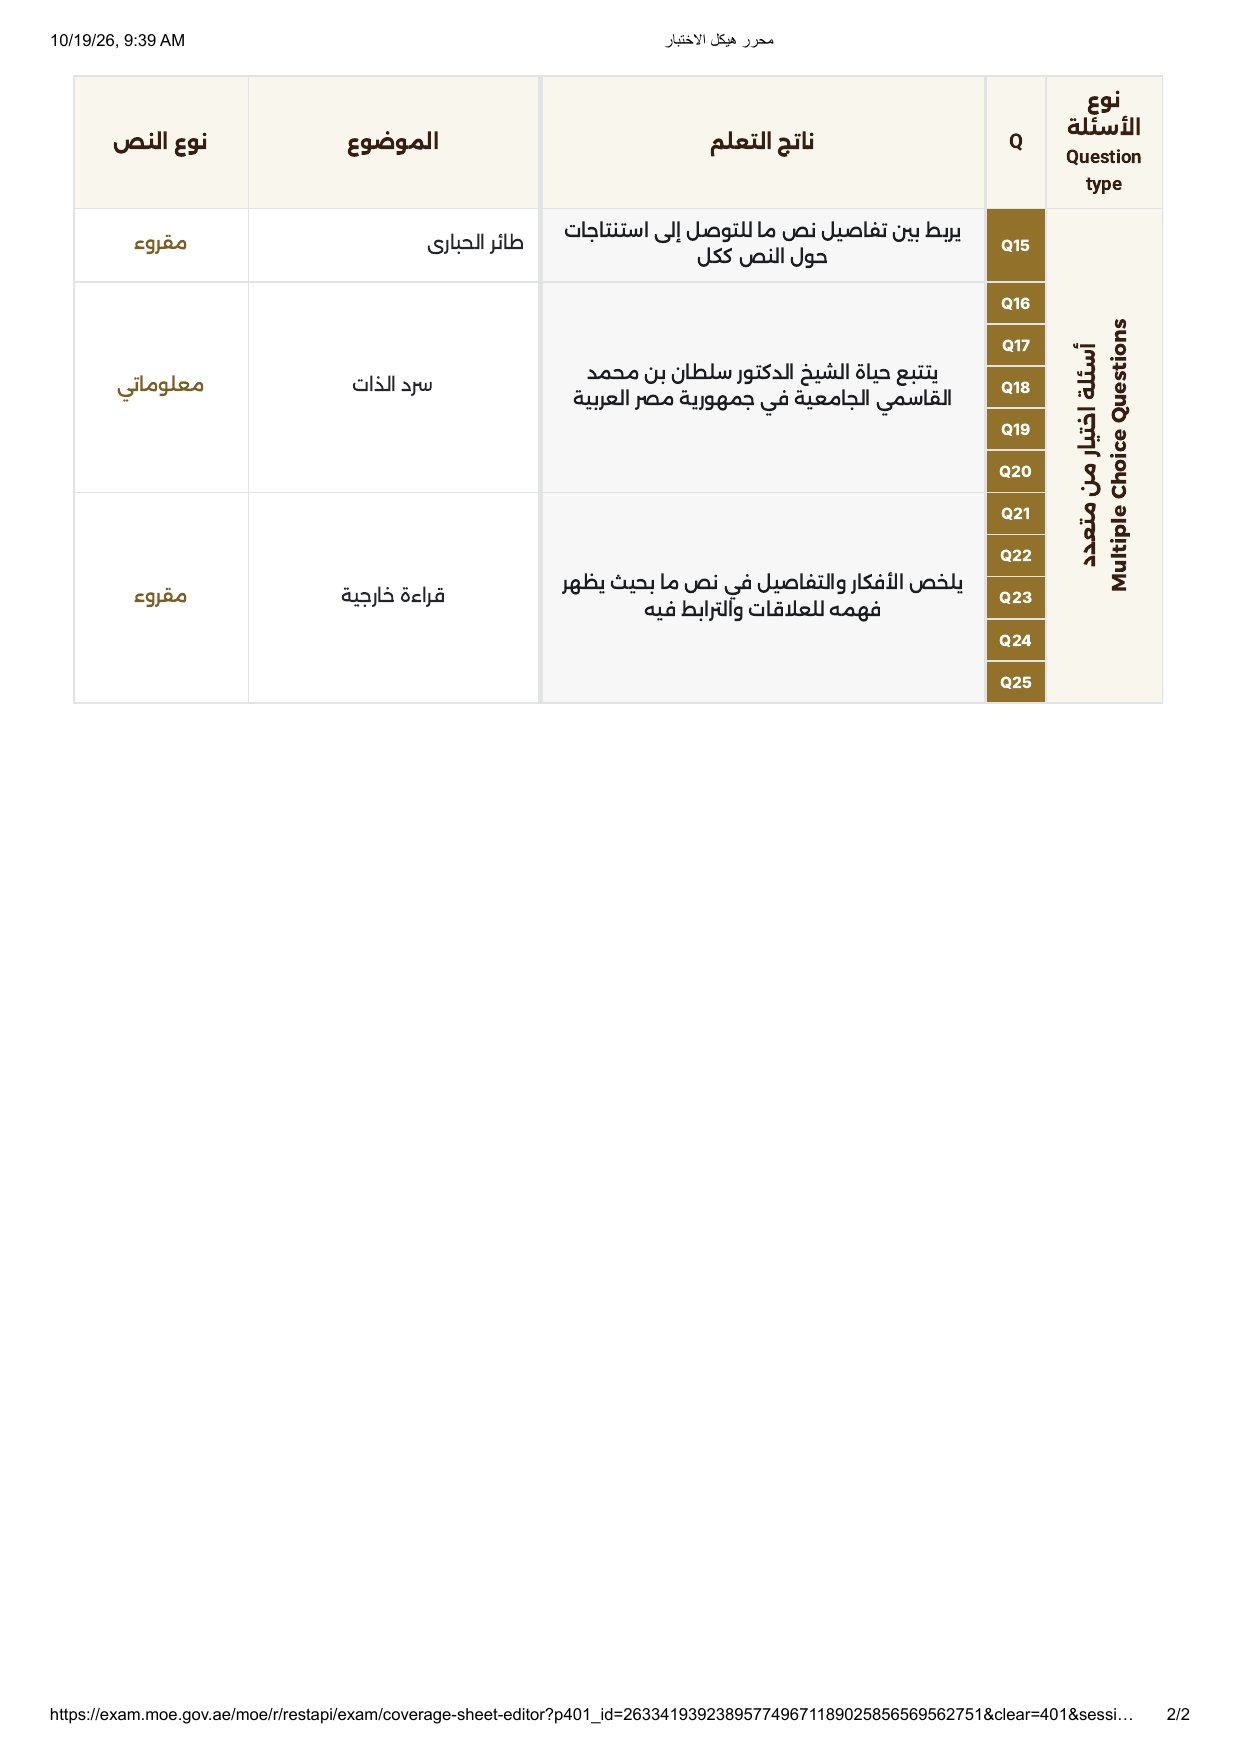 10/19/26, 9:39 AM
محرر هيكل الاختبار
نوع
الأسئلة
Question
type
Q
ناتج التعلم
الموضوع
نوع النص
أسئلة اختيار من متعدد
Multiple Choice Questions
Q15
يربط بين تفاصيل نص ما للتوصل إلى استنتاجات
حول النص ككل
طائر الحبارى
مقروء
Q16
Q17
Q18
Q19
Q20
يتتبع حياة الشيخ الدكتور سلطان بن محمد
القاسمي الجامعية في جمهورية مصر العربية
سرد الذات
معلوماتي
Q21
Q22
Q23
Q24
Q25
يلخص الأفكار والتفاصيل في نص ما بحيث يظهر
فهمه للعلاقات والترابط فيه
قراءة خارجية
مقروء
https://exam.moe.gov.ae/moe/r/restapi/exam/coverage-sheet-editor?p401_id=263341939238957749671189025856569562751&clear=401&sessi…
2/2